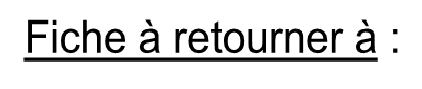 Fiche à retourner à :